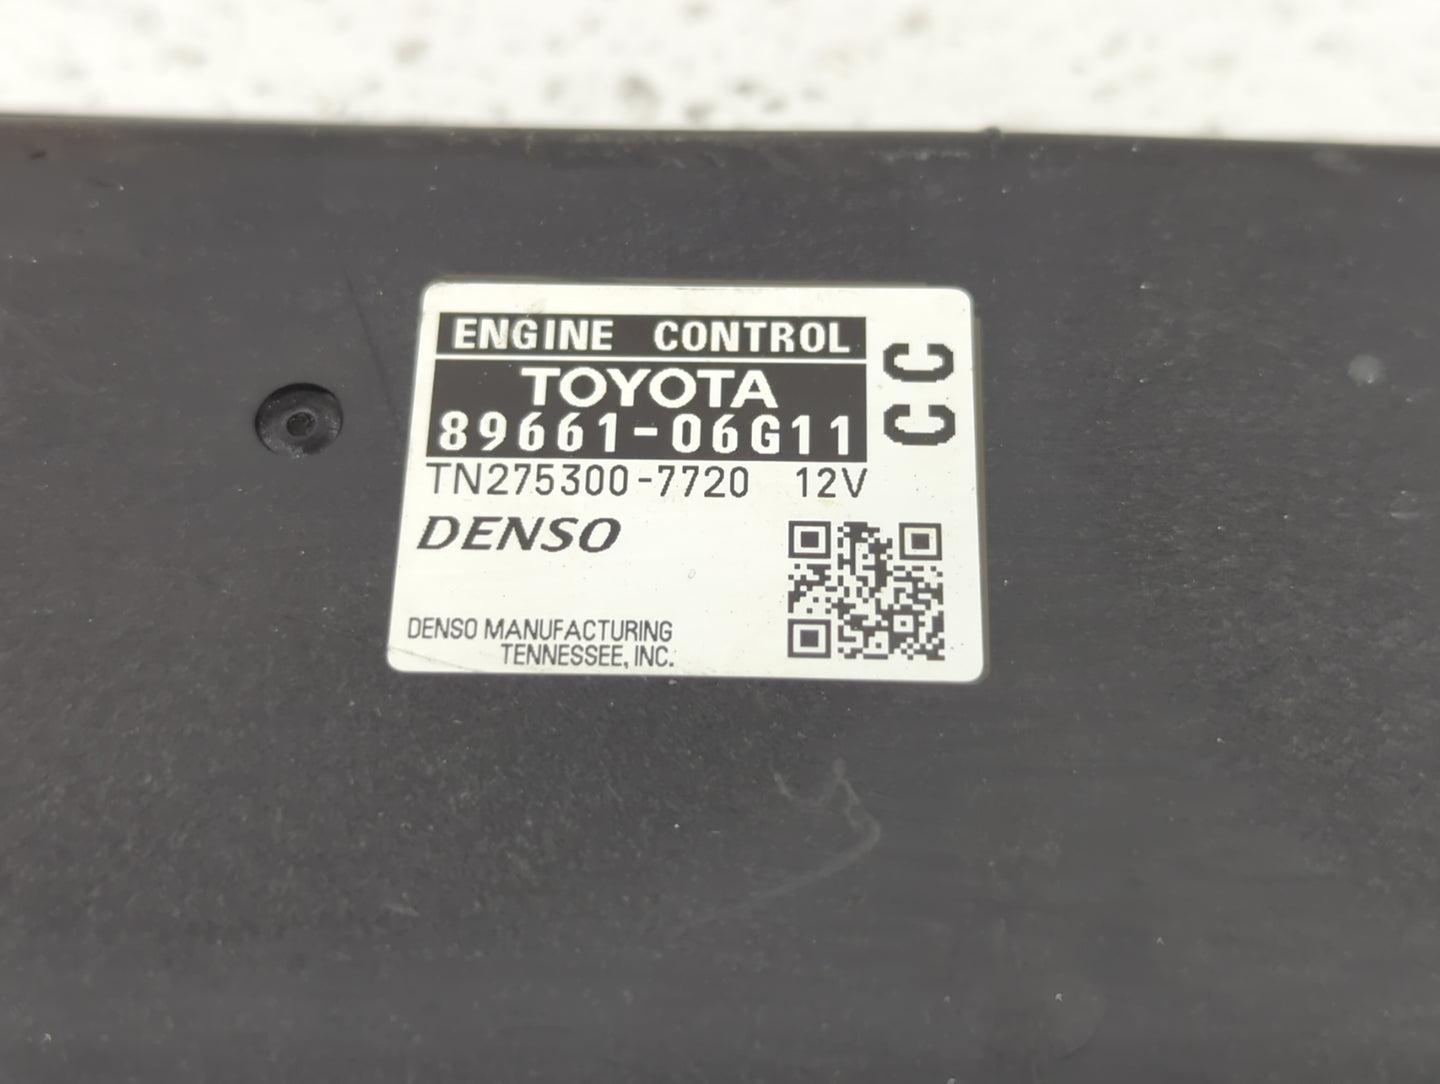 ENGINE CONTROL
TOYOTA
89661-06G11
CC
TN275300-7720 12V
DENSO
DENSO MANUFACTURING
TENNESSEE, INC.